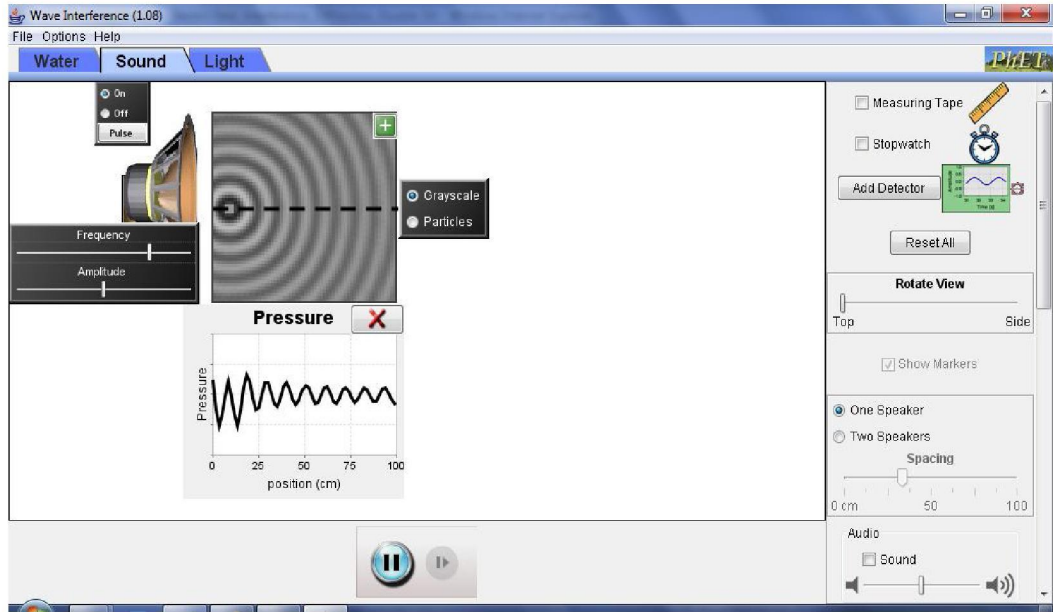 Wave Interference (1.08)
File Options Help
Water Sound Light
PhET
On
Off
Pulse
Grayscale
Particles
Frequency
Amplitude
Pressure
Pressure
0 25 50 75 100
position (cm)
Measuring Tape
Stopwatch
Add Detector
Reset All
Rotate View
Top Side
Show Markers
One Speaker
Two Speakers
Spacing
0 cm 50 100
Audio
Sound